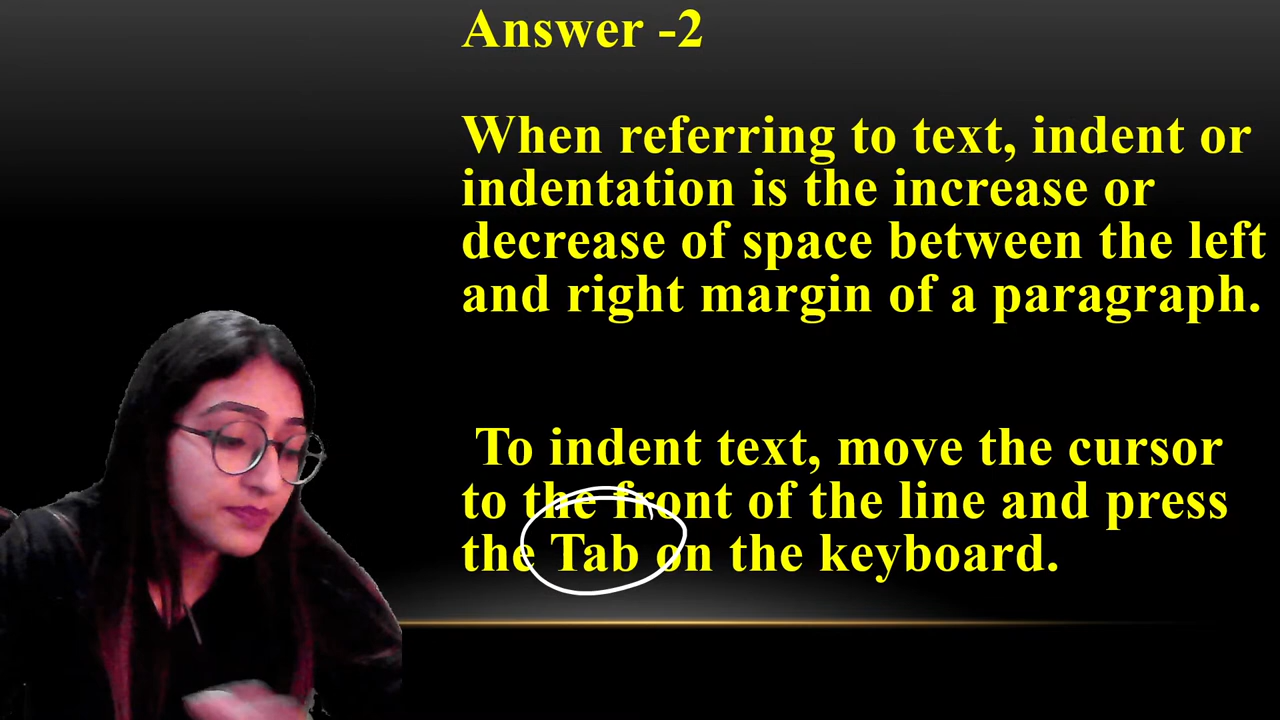 Answer -2
When referring to text, indent or
indentation is the increase or
decrease of space between the left
and right margin of a paragraph.
To indent text, move the cursor
to the front of the line and press
the Tab on the keyboard.